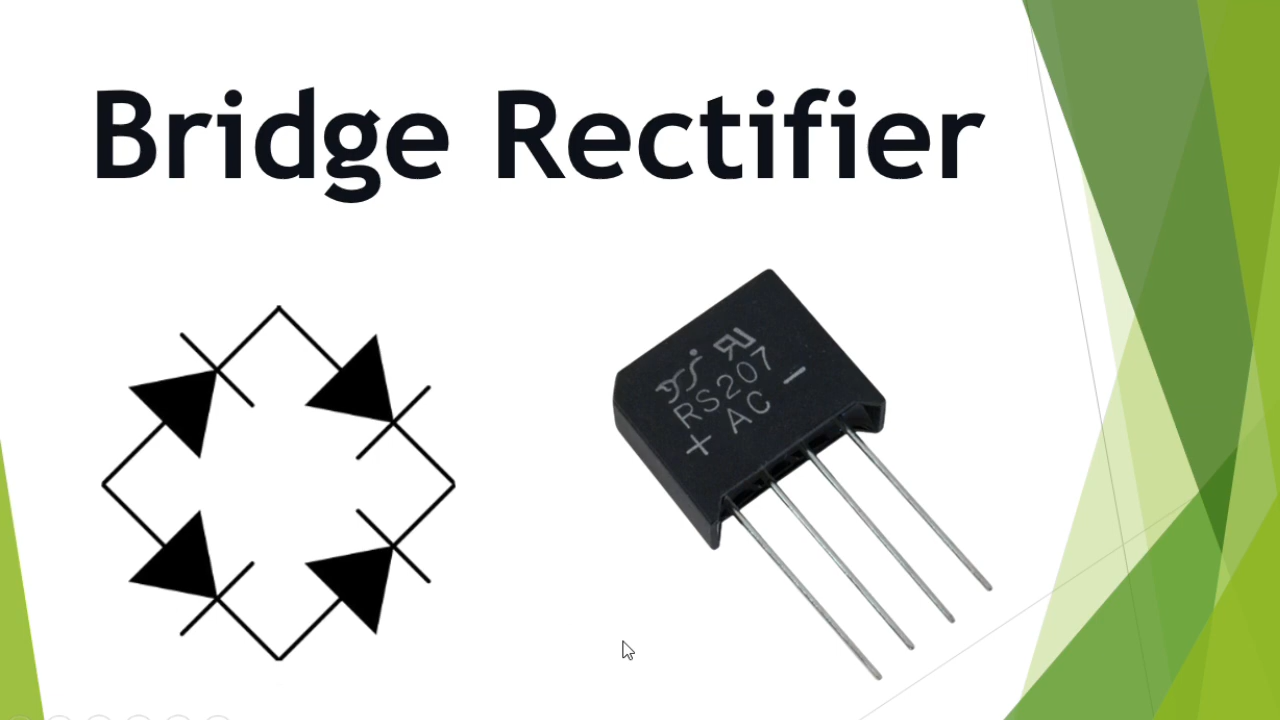 Bridge Rectifier
RS207
+ AC −